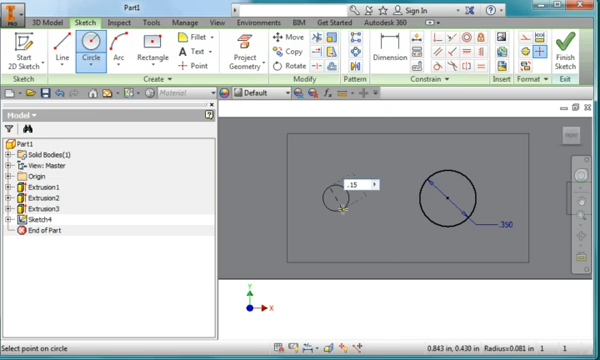 PRO
Part1
Sign In
3D Model Sketch Inspect Tools Manage View Environments BIM Get Started Autodesk 360
Start
2D Sketch
Line Circle Arc Rectangle
Fillet
Text
Point
Project
Geometry
Move
Copy
Rotate
Dimension
Finish
Sketch
Sketch Create Modify Pattern Constrain Insert Format Exit
Material Default
Model
Part1
Solid Bodies(1)
View: Master
Origin
Extrusion1
Extrusion2
Extrusion3
Sketch4
End of Part
.15
.350
FRONT
Y
X
Select point on circle
0.843 in, 0.430 in Radius=0.081 in 1 1